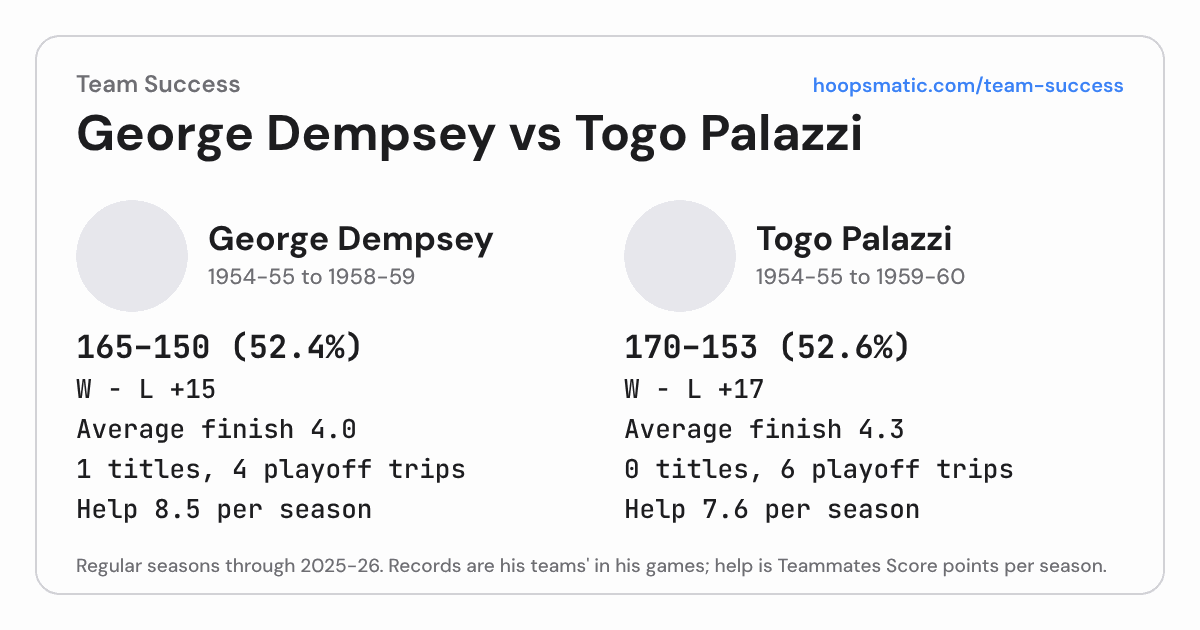 Team Success
hoopsmatic.com/team-success
George Dempsey vs Togo Palazzi
George Dempsey
1954-55 to 1958-59
165-150 (52.4%)
W - L +15
Average finish 4.0
1 titles, 4 playoff trips
Help 8.5 per season
Togo Palazzi
1954-55 to 1959-60
170-153 (52.6%)
W - L +17
Average finish 4.3
0 titles, 6 playoff trips
Help 7.6 per season
Regular seasons through 2025-26. Records are his teams' in his games; help is Teammates Score points per season.